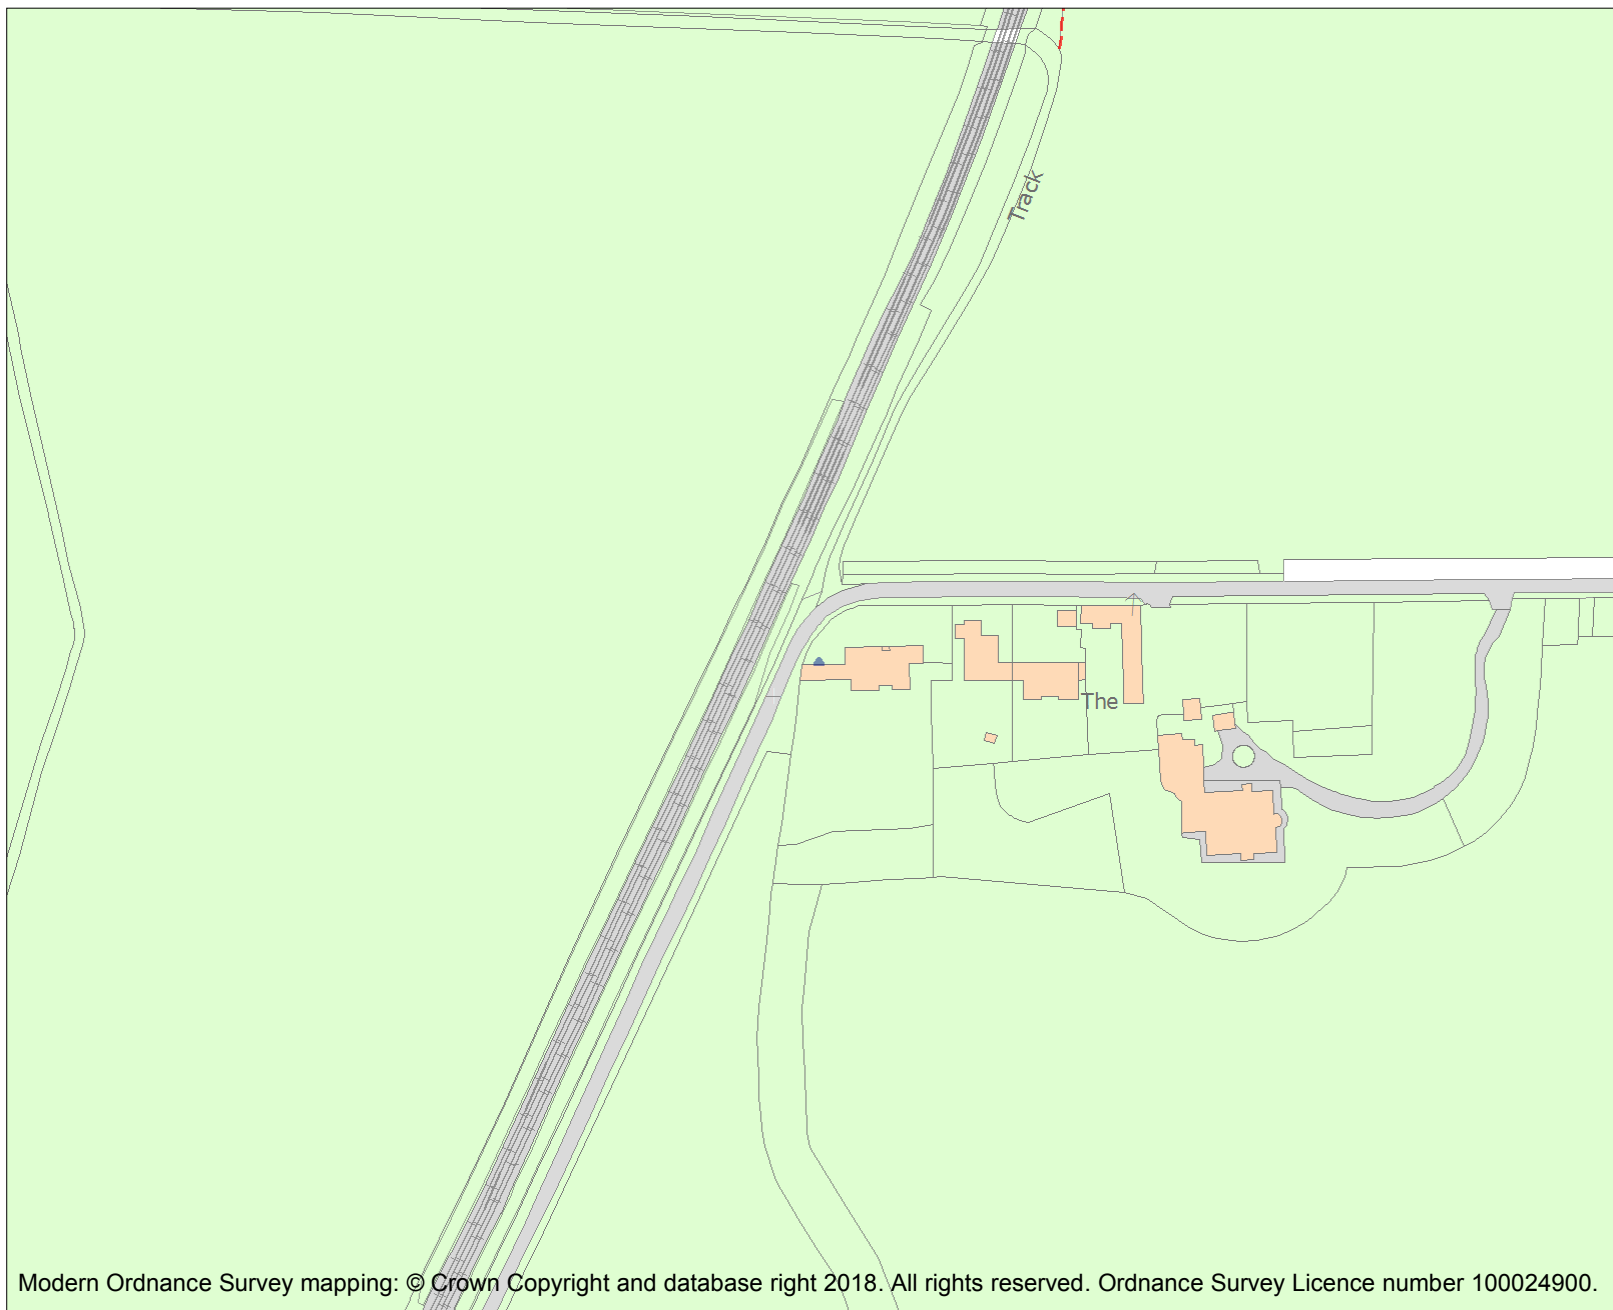 Track
The
Modern Ordnance Survey mapping: © Crown Copyright and database right 2018. All rights reserved. Ordnance Survey Licence number 100024900.